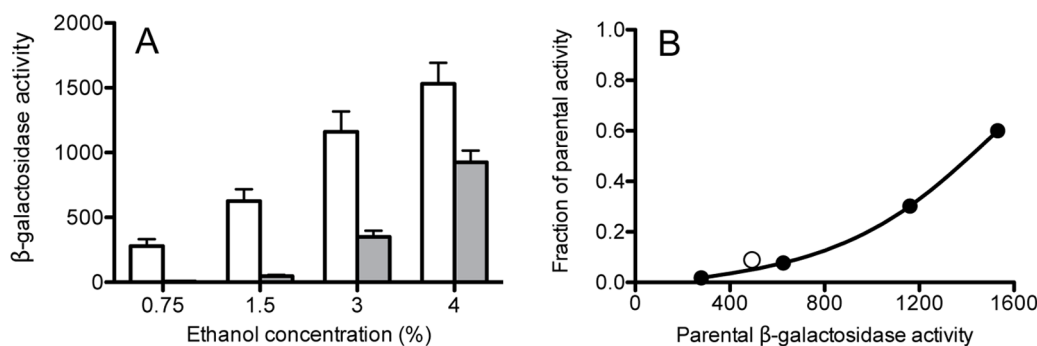 A
2000
1500
1000
500
0
β-galactosidase activity
0.75 1.5 3 4
Ethanol concentration (%)
B
1.0
0.8
0.6
0.4
0.2
0.0
Fraction of parental activity
0 400 800 1200 1600
Parental β-galactosidase activity